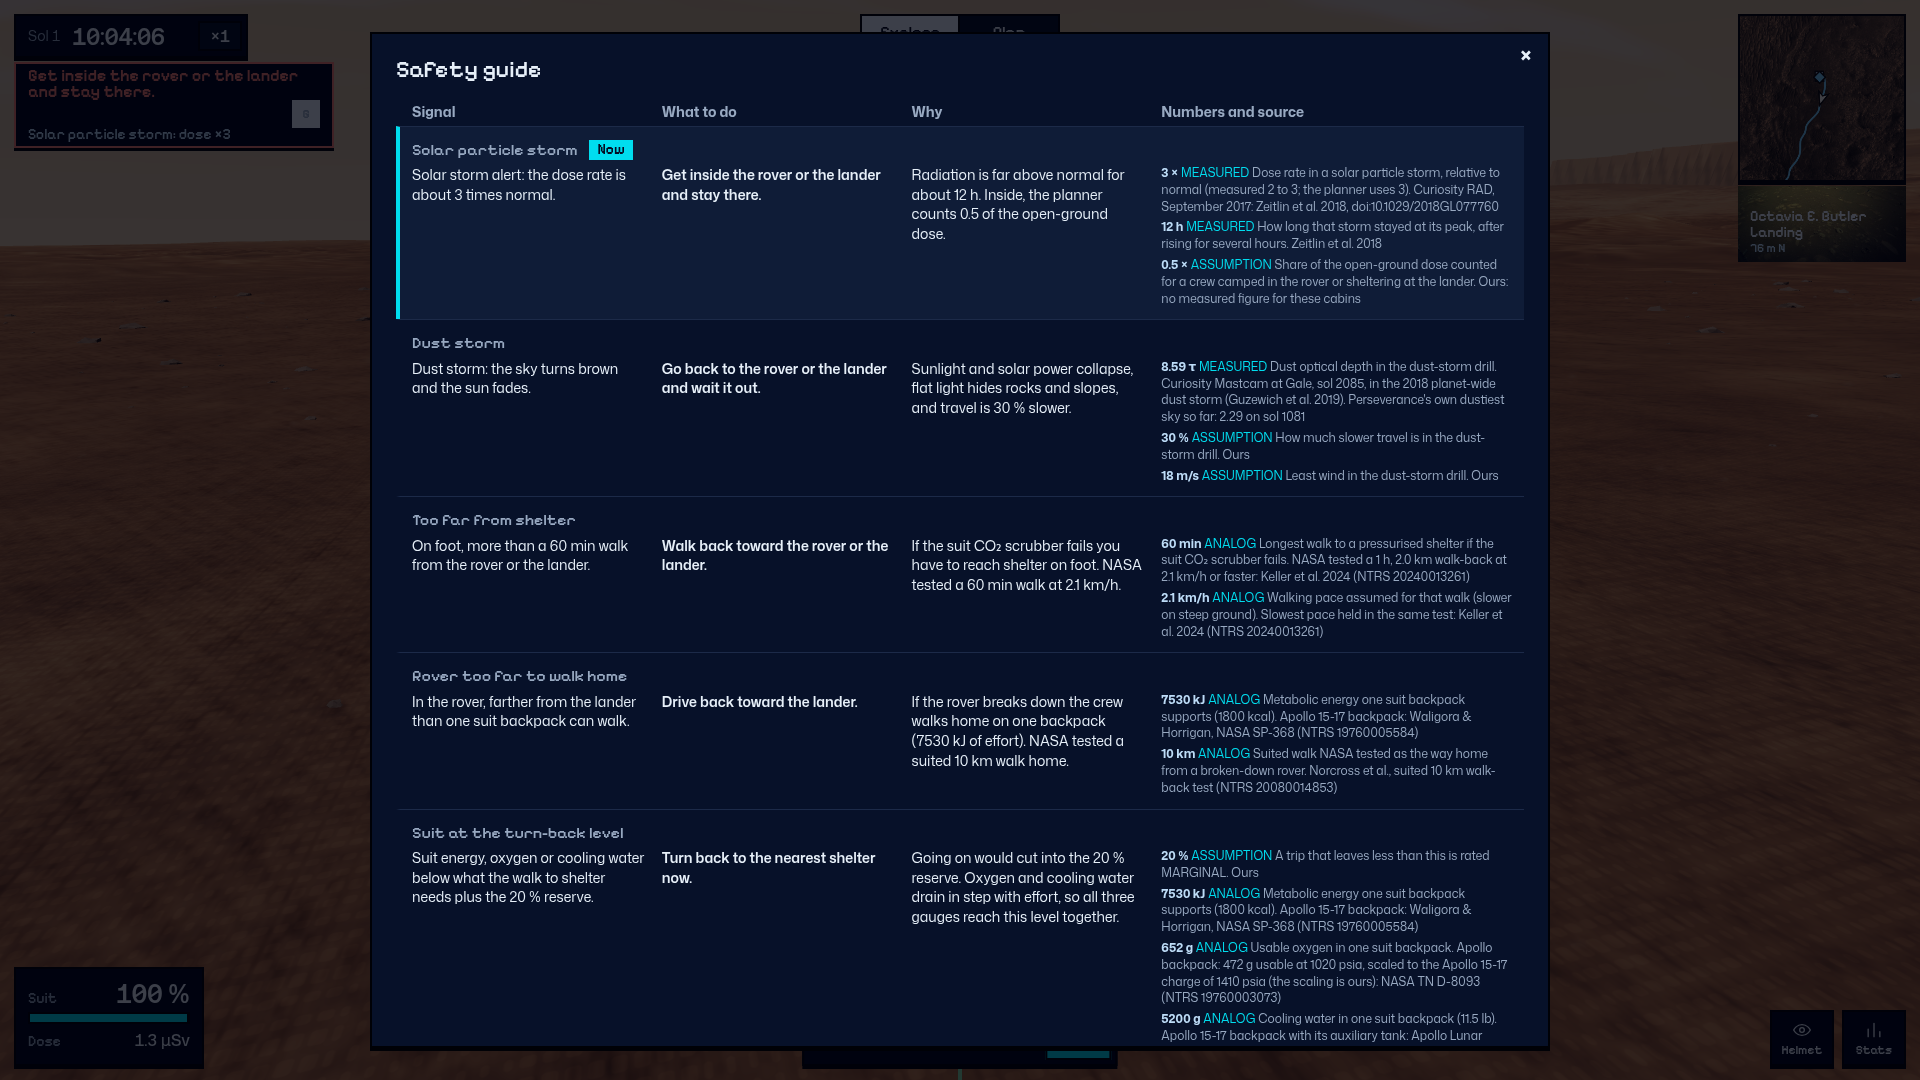 Sol 1 10:04:06 ×1
Get inside the rover or the lander
and stay there.
Solar particle storm: dose ×3
Safety guide
Signal What to do Why Numbers and source
Solar particle storm Now
Solar storm alert: the dose rate is
about 3 times normal.
Get inside the rover or the lander
and stay there.
Radiation is far above normal for
about 12 h. Inside, the planner
counts 0.5 of the open-ground
dose.
3 × MEASURED Dose rate in a solar particle storm, relative to
normal (measured 2 to 3; the planner uses 3). Curiosity RAD,
September 2017: Zeitlin et al. 2018, doi:10.1029/2018GL077760
12 h MEASURED How long that storm stayed at its peak, after
rising for several hours. Zeitlin et al. 2018
0.5 × ASSUMPTION Share of the open-ground dose counted
for a crew camped in the rover or sheltering at the lander. Ours:
no measured figure for these cabins
Dust storm
Dust storm: the sky turns brown
and the sun fades.
Go back to the rover or the lander
and wait it out.
Sunlight and solar power collapse,
flat light hides rocks and slopes,
and travel is 30 % slower.
8.59 τ MEASURED Dust optical depth in the dust-storm drill.
Curiosity Mastcam at Gale, sol 2085, in the 2018 planet-wide
dust storm (Guzewich et al. 2019). Perseverance's own dustiest
sky so far: 2.29 on sol 1081
30 % ASSUMPTION How much slower travel is in the dust-
storm drill. Ours
18 m/s ASSUMPTION Least wind in the dust-storm drill. Ours
Too far from shelter
On foot, more than a 60 min walk
from the rover or the lander.
Walk back toward the rover or the
lander.
If the suit CO₂ scrubber fails you
have to reach shelter on foot. NASA
tested a 60 min walk at 2.1 km/h.
60 min ANALOG Longest walk to a pressurised shelter if the
suit CO₂ scrubber fails. NASA tested a 1 h, 2.0 km walk-back at
2.1 km/h or faster: Keller et al. 2024 (NTRS 20240013261)
2.1 km/h ANALOG Walking pace assumed for that walk (slower
on steep ground). Slowest pace held in the same test: Keller et
al. 2024 (NTRS 20240013261)
Rover too far to walk home
In the rover, farther from the lander
than one suit backpack can walk.
Drive back toward the lander.
If the rover breaks down the crew
walks home on one backpack
(7530 kJ of effort). NASA tested a
suited 10 km walk home.
7530 kJ ANALOG Metabolic energy one suit backpack
supports (1800 kcal). Apollo 15-17 backpack: Waligora &
Horrigan, NASA SP-368 (NTRS 19760005584)
10 km ANALOG Suited walk NASA tested as the way home
from a broken-down rover. Norcross et al., suited 10 km walk-
back test (NTRS 20080014853)
Suit at the turn-back level
Suit energy, oxygen or cooling water
below what the walk to shelter
needs plus the 20 % reserve.
Turn back to the nearest shelter
now.
Going on would cut into the 20 %
reserve. Oxygen and cooling water
drain in step with effort, so all three
gauges reach this level together.
20 % ASSUMPTION A trip that leaves less than this is rated
MARGINAL. Ours
7530 kJ ANALOG Metabolic energy one suit backpack
supports (1800 kcal). Apollo 15-17 backpack: Waligora &
Horrigan, NASA SP-368 (NTRS 19760005584)
652 g ANALOG Usable oxygen in one suit backpack. Apollo
backpack: 472 g usable at 1020 psia, scaled to the Apollo 15-17
charge of 1410 psia (the scaling is ours): NASA TN D-8093
(NTRS 19760003073)
5200 g ANALOG Cooling water in one suit backpack (11.5 lb).
Apollo 15-17 backpack with its auxiliary tank: Apollo Lunar
Octavia E. Butler
Landing
76 m N
Suit 100 %
Dose 1.3 µSv
Helmet Stats